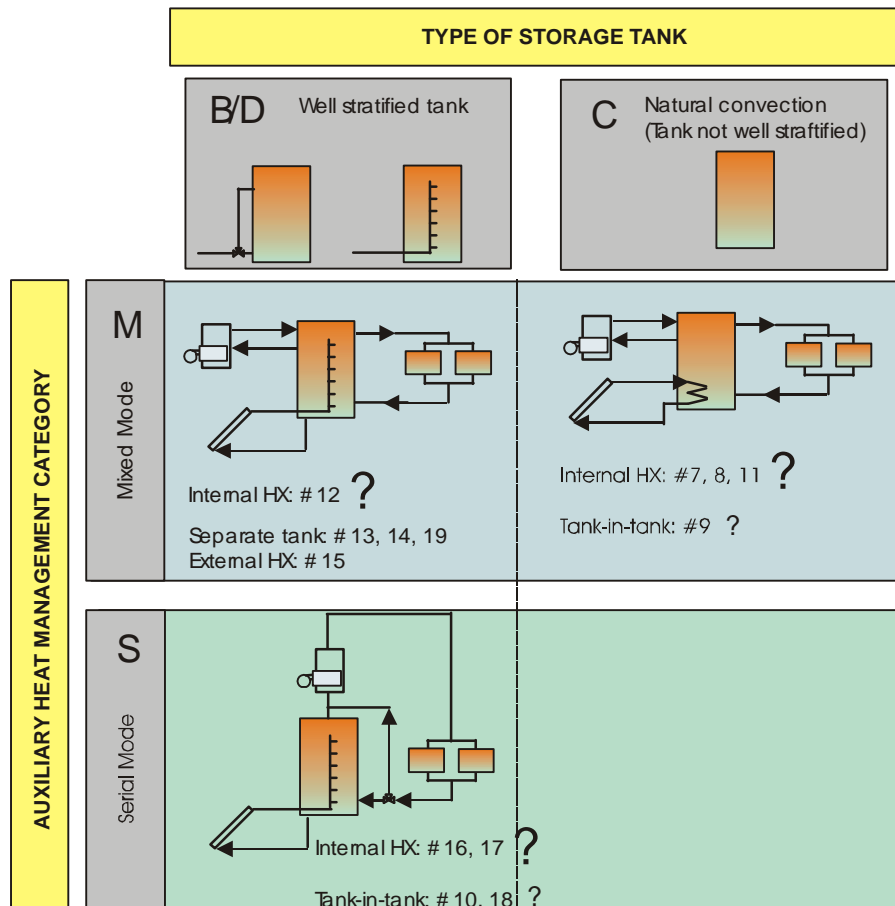 TYPE OF STORAGE TANK
B/D Well stratified tank
C Natural convection
(Tank not well straftified)
AUXILIARY HEAT MANAGEMENT CATEGORY
M
Mixed Mode
Internal HX: #12 ?
Separate tank: #13, 14, 19
External HX: #15
Internal HX: #7, 8, 11 ?
Tank-in-tank: #9 ?
S
Serial Mode
Internal HX: #16, 17 ?
Tank-in-tank: #10, 18 ?